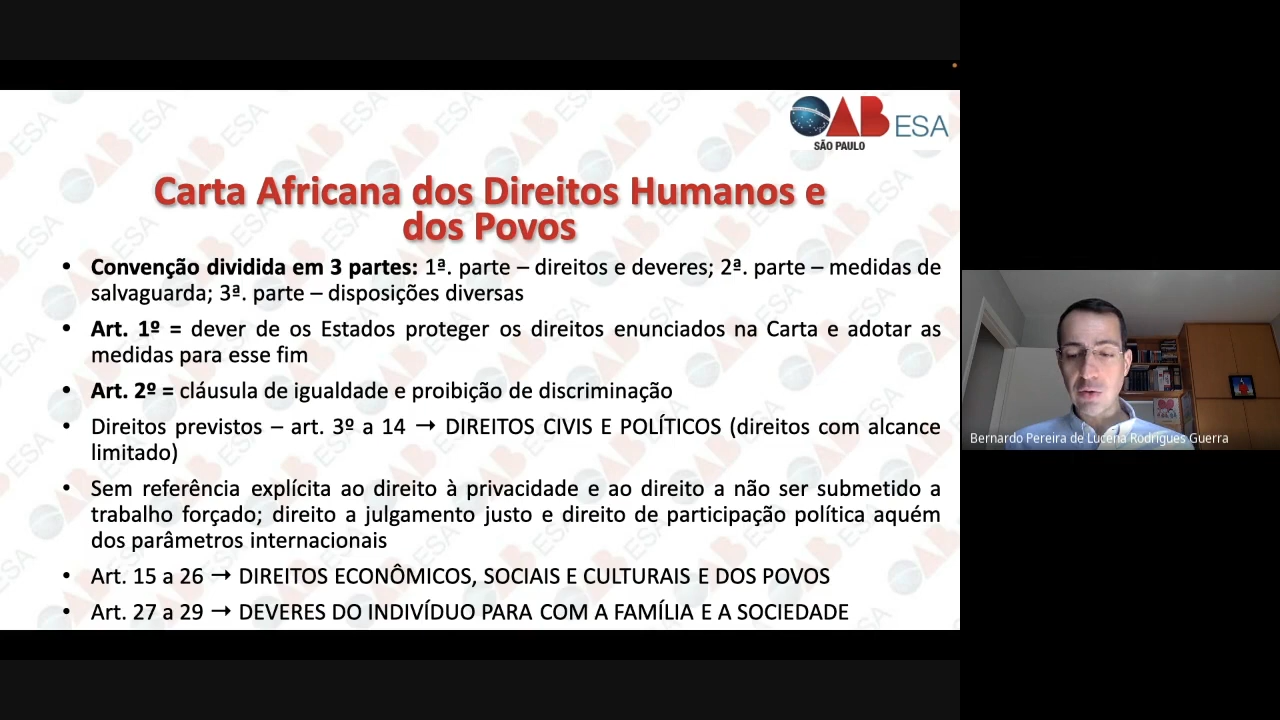 OAB ESA
SÃO PAULO
Carta Africana dos Direitos Humanos e
dos Povos
• Convenção dividida em 3 partes: 1ª. parte – direitos e deveres; 2ª. parte – medidas de
salvaguarda; 3ª. parte – disposições diversas
• Art. 1º = dever de os Estados proteger os direitos enunciados na Carta e adotar as
medidas para esse fim
• Art. 2º = cláusula de igualdade e proibição de discriminação
• Direitos previstos – art. 3º a 14 → DIREITOS CIVIS E POLÍTICOS (direitos com alcance
limitado)
• Sem referência explícita ao direito à privacidade e ao direito a não ser submetido a
trabalho forçado; direito a julgamento justo e direito de participação política aquém
dos parâmetros internacionais
• Art. 15 a 26 → DIREITOS ECONÔMICOS, SOCIAIS E CULTURAIS E DOS POVOS
• Art. 27 a 29 → DEVERES DO INDIVÍDUO PARA COM A FAMÍLIA E A SOCIEDADE
Bernardo Pereira de Lucena Rodrigues Guerra